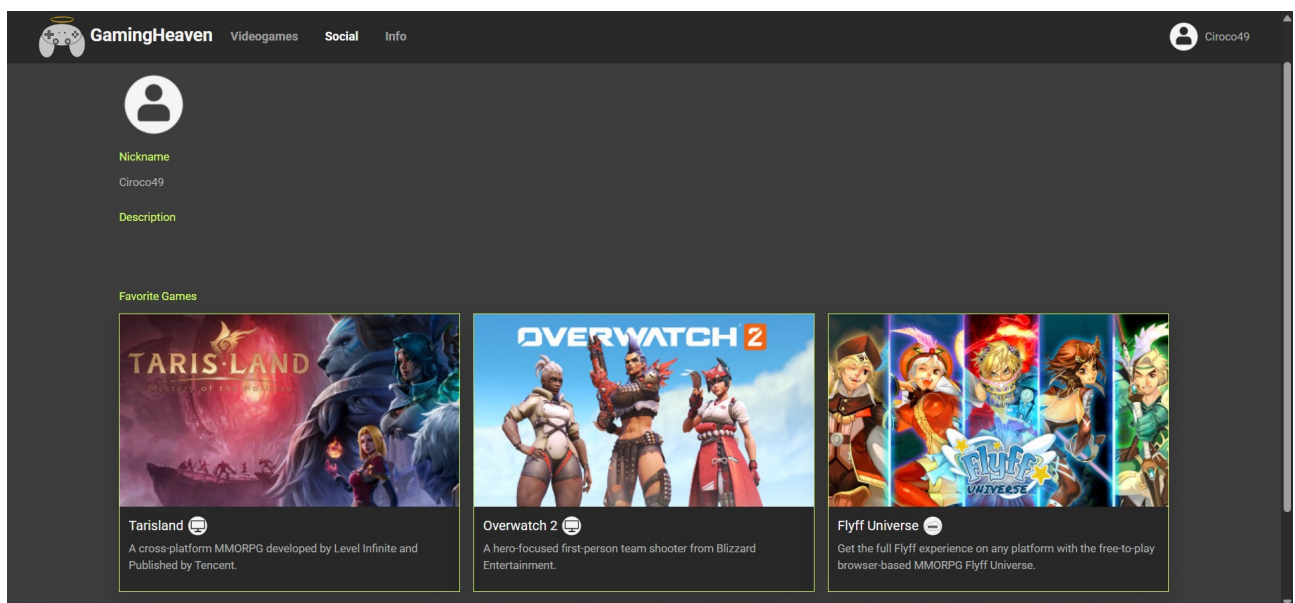 GamingHeaven Videogames Social Info Ciroco49
Nickname
Ciroco49
Description
Favorite Games
TARISLAND
OVERWATCH 2
Flyff
UNIVERSE
Tarisland
A cross-platform MMORPG developed by Level Infinite and
Published by Tencent.
Overwatch 2
A hero-focused first-person team shooter from Blizzard
Entertainment.
Flyff Universe
Get the full Flyff experience on any platform with the free-to-play
browser-based MMORPG Flyff Universe.